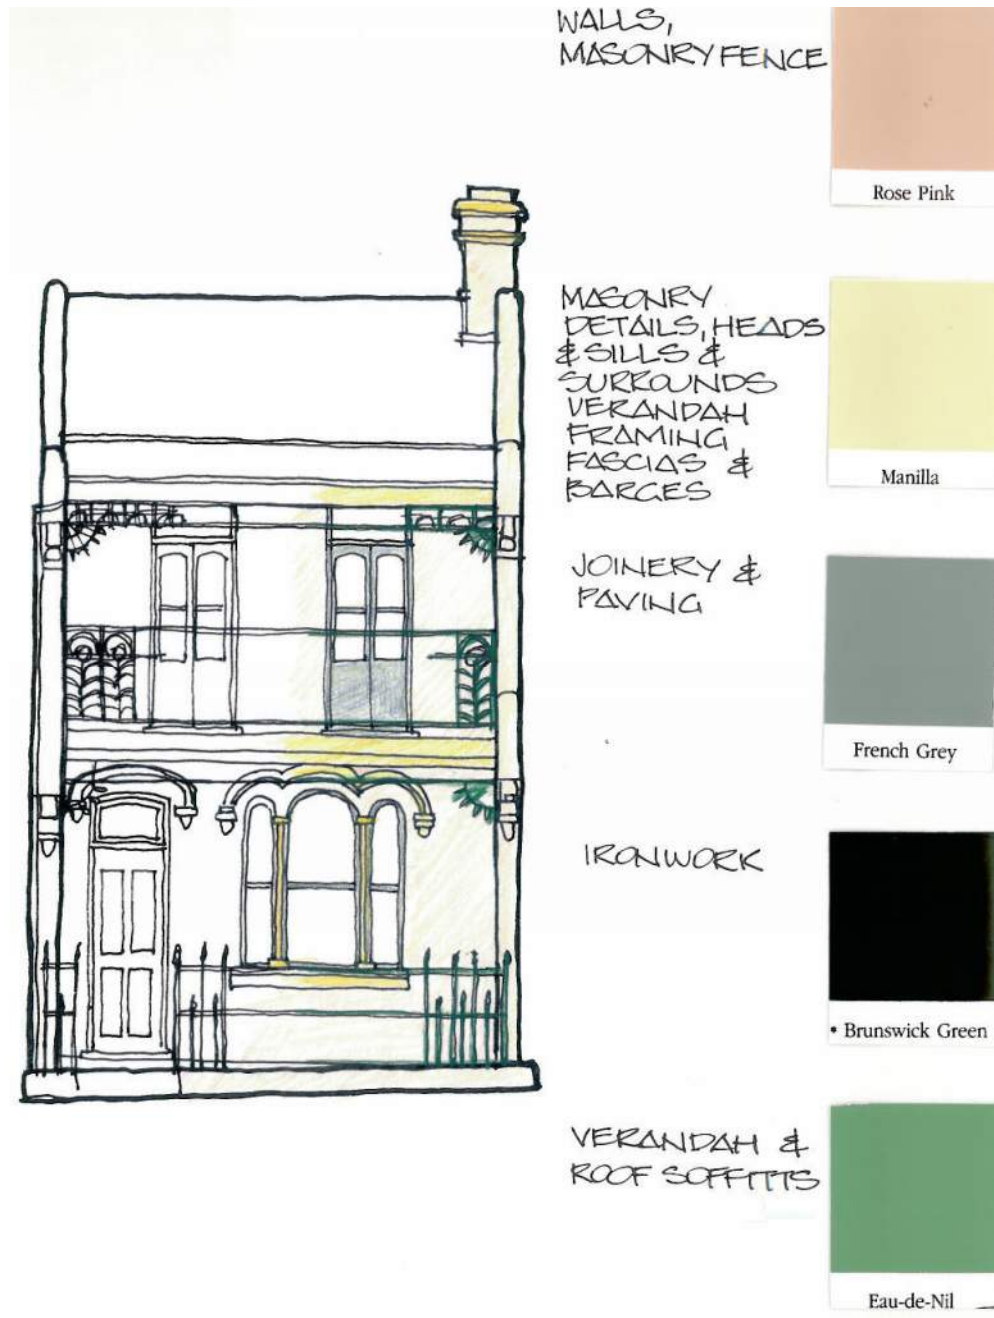 WALLS,
MASONRY FENCE
Rose Pink
MASONRY
DETAILS, HEADS
& SILLS &
SURROUNDS
VERANDAH
FRAMING
FASCIAS &
BARGES
Manilla
JOINERY &
PAVING
French Grey
IRONWORK
• Brunswick Green
VERANDAH &
ROOF SOFFITTS
Eau-de-Nil